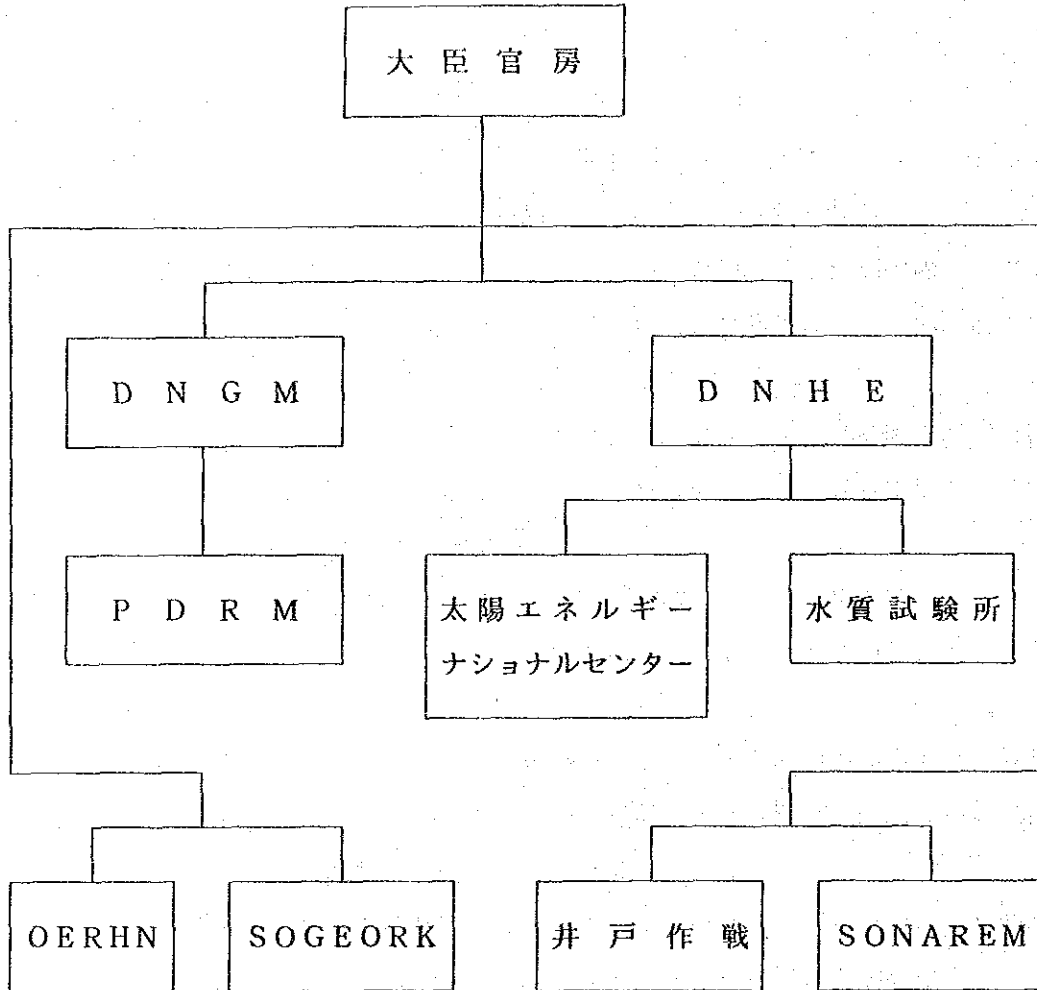 大臣官房
DNGM
DNHE
PDRM
太陽エネルギー
ナショナルセンター
水質試験所
OERHN
SOGEORK
井戸作戦
SONAREM